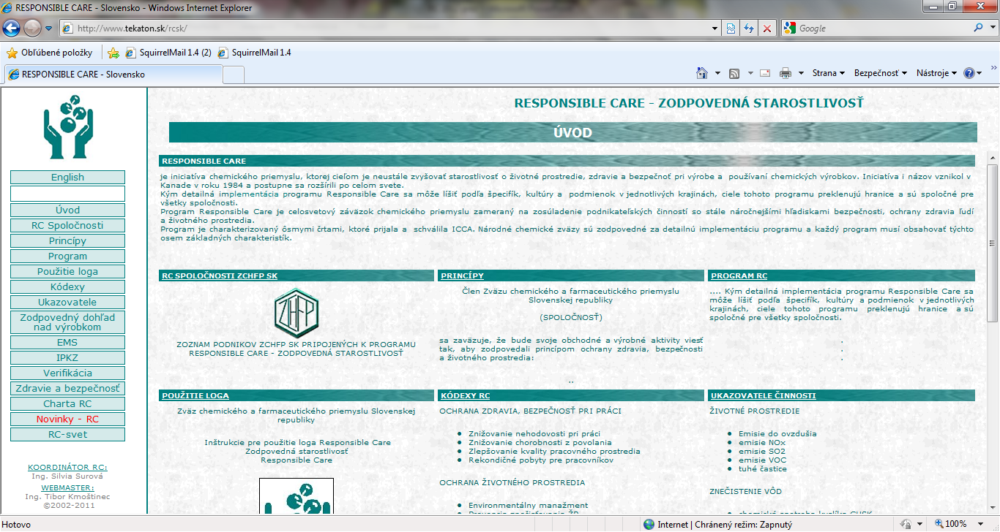 RESPONSIBLE CARE - Slovensko - Windows Internet Explorer
http://www.tekaton.sk/rcsk/
Google
Obľúbené položky
SquirrelMail 1.4 (2)
SquirrelMail 1.4
RESPONSIBLE CARE - Slovensko
Strana
Bezpečnosť
Nástroje
English
Úvod
RC Spoločnosti
Princípy
Program
Použitie loga
Kódexy
Ukazovatele
Zodpovedný dohľad
nad výrobkom
EMS
IPKZ
Verifikácia
Zdravie a bezpečnosť
Charta RC
Novinky - RC
RC-svet
KOORDINÁTOR RC:
Ing. Silvia Surová
WEBMASTER:
Ing. Tibor Kmoštinec
©2002-2011
RESPONSIBLE CARE - ZODPOVEDNÁ STAROSTLIVOSŤ
ÚVOD
RESPONSIBLE CARE
je iniciatíva chemického priemyslu, ktorej cieľom je neustále zvyšovať starostlivosť o životné prostredie, zdravie a bezpečnoť pri výrobe a používaní chemických výrobkov. Iniciatíva i názov vznikol v
Kanade v roku 1984 a postupne sa rozšírili po celom svete.
Kým detailná implementácia programu Responsible Care sa môže líšiť podľa špecifík, kultúry a podmienok v jednotlivých krajinách, ciele tohoto programu preklenujú hranice a sú spoločné pre
všetky spoločnosti.
Program Responsible Care je celosvetový záväzok chemického priemyslu zameraný na zosúladenie podnikateľských činností so stále náročnejšími hľadiskami bezpečnosti, ochrany zdravia ľudí
a životného prostredia.
Program je charakterizovaný ôsmymi črtami, ktoré prijala a schválila ICCA. Národné chemické zväzy sú zodpovedné za detailnú implementáciu programu a každý program musí obsahovať týchto
osem základných charakteristík.
RC SPOLOČNOSTI ZCHFP SK
ZCHFP
ZOZNAM PODNIKOV ZCHFP SK PRIPOJENÝCH K PROGRAMU
RESPONSIBLE CARE - ZODPOVEDNÁ STAROSTLIVOSŤ
PRINCÍPY
Člen Zväzu chemického a farmaceutického priemyslu
Slovenskej republiky
(SPOLOČNOSŤ)
sa zaväzuje, že bude svoje obchodné a výrobné aktivity viesť
tak, aby zodpovedali princípom ochrany zdravia, bezpečnosti
a životného prostredia:
..
PROGRAM RC
.... Kým detailná implementácia programu Responsible Care sa
môže líšiť podľa špecifík, kultúry a podmienok v jednotlivých
krajinách, ciele tohoto programu preklenujú hranice a sú
spoločné pre všetky spoločnosti.
.
.
.
POUŽITIE LOGA
Zväz chemického a farmaceutického priemyslu Slovenskej
republiky
Inštrukcie pre použitie loga Responsible Care
Zodpovedná starostlivosť
Responsible Care
KÓDEXY RC
OCHRANA ZDRAVIA, BEZPEČNOSŤ PRI PRÁCI
Znižovanie nehodovosti pri práci
Znižovanie chorobnosti z povolania
Zlepšovanie kvality pracovného prostredia
Rekondičné pobyty pre pracovníkov
OCHRANA ŽIVOTNÉHO PROSTREDIA
Environmentálny manažment
UKAZOVATELE ČINNOSTI
ŽIVOTNÉ PROSTREDIE
Emisie do ovzdušia
emisie NOx
emisie SO2
emisie VOC
tuhé častice
ZNEČISTENIE VÔD
Hotovo
Internet | Chránený režim: Zapnutý
100%